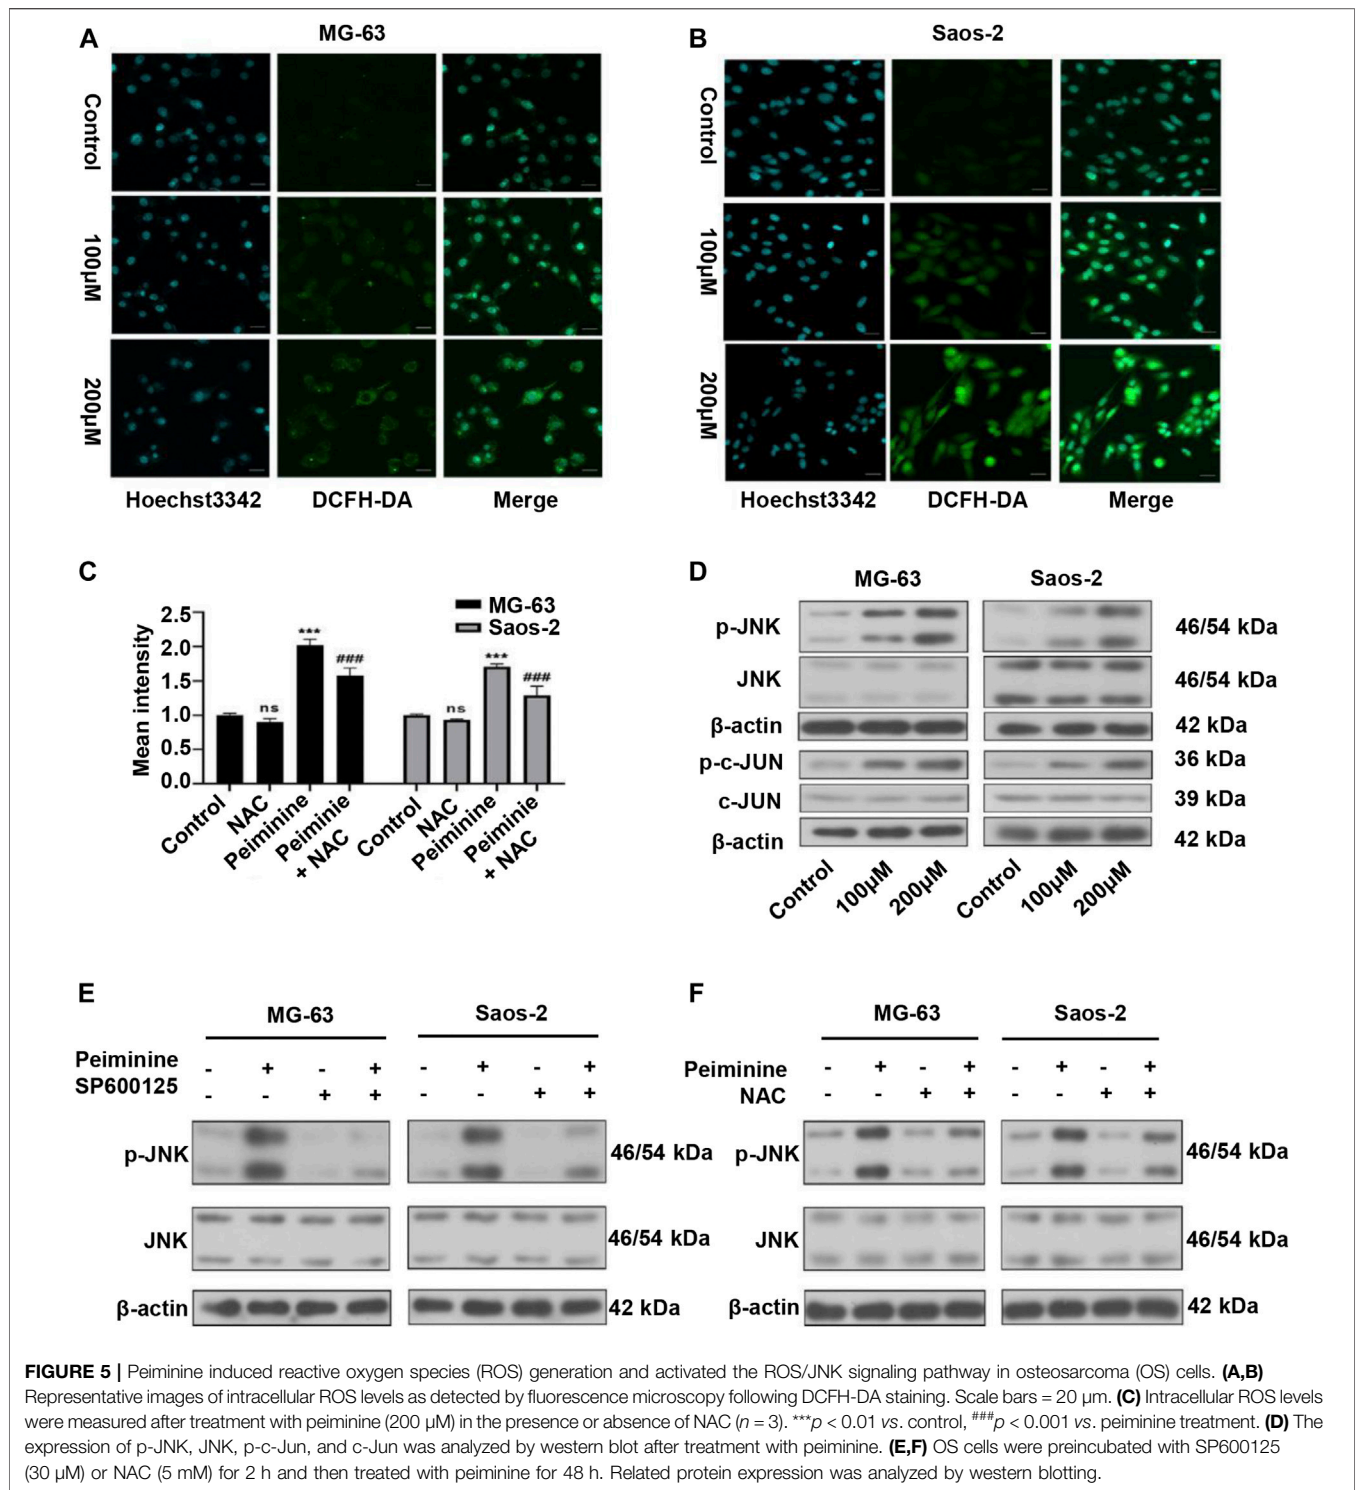 A
MG-63
B
Saos-2
Control
100µM
200µM
Hoechst3342 DCFH-DA Merge
Control
100µM
200µM
Hoechst3342 DCFH-DA Merge
C
Mean intensity
2.5
2.0
1.5
1.0
0.5
0.0
MG-63
Saos-2
ns *** ### ns *** ###
Control NAC Peiminine Peiminie + NAC Control NAC Peiminine Peiminie + NAC
D
MG-63 Saos-2
p-JNK 46/54 kDa
JNK 46/54 kDa
β-actin 42 kDa
p-c-JUN 36 kDa
c-JUN 39 kDa
β-actin 42 kDa
Control 100µM 200µM Control 100µM 200µM
E
MG-63 Saos-2
Peiminine - + - + - + - +
SP600125 - - + + - - + +
p-JNK 46/54 kDa
JNK 46/54 kDa
β-actin 42 kDa
F
MG-63 Saos-2
Peiminine - + - + - + - +
NAC - - + + - - + +
p-JNK 46/54 kDa
JNK 46/54 kDa
β-actin 42 kDa
FIGURE 5 | Peiminine induced reactive oxygen species (ROS) generation and activated the ROS/JNK signaling pathway in osteosarcoma (OS) cells. (A,B)
Representative images of intracellular ROS levels as detected by fluorescence microscopy following DCFH-DA staining. Scale bars = 20 µm. (C) Intracellular ROS levels
were measured after treatment with peiminine (200 µM) in the presence or absence of NAC (n = 3). ***p < 0.01 vs. control, ###p < 0.001 vs. peiminine treatment. (D) The
expression of p-JNK, JNK, p-c-Jun, and c-Jun was analyzed by western blot after treatment with peiminine. (E,F) OS cells were preincubated with SP600125
(30 µM) or NAC (5 mM) for 2 h and then treated with peiminine for 48 h. Related protein expression was analyzed by western blotting.